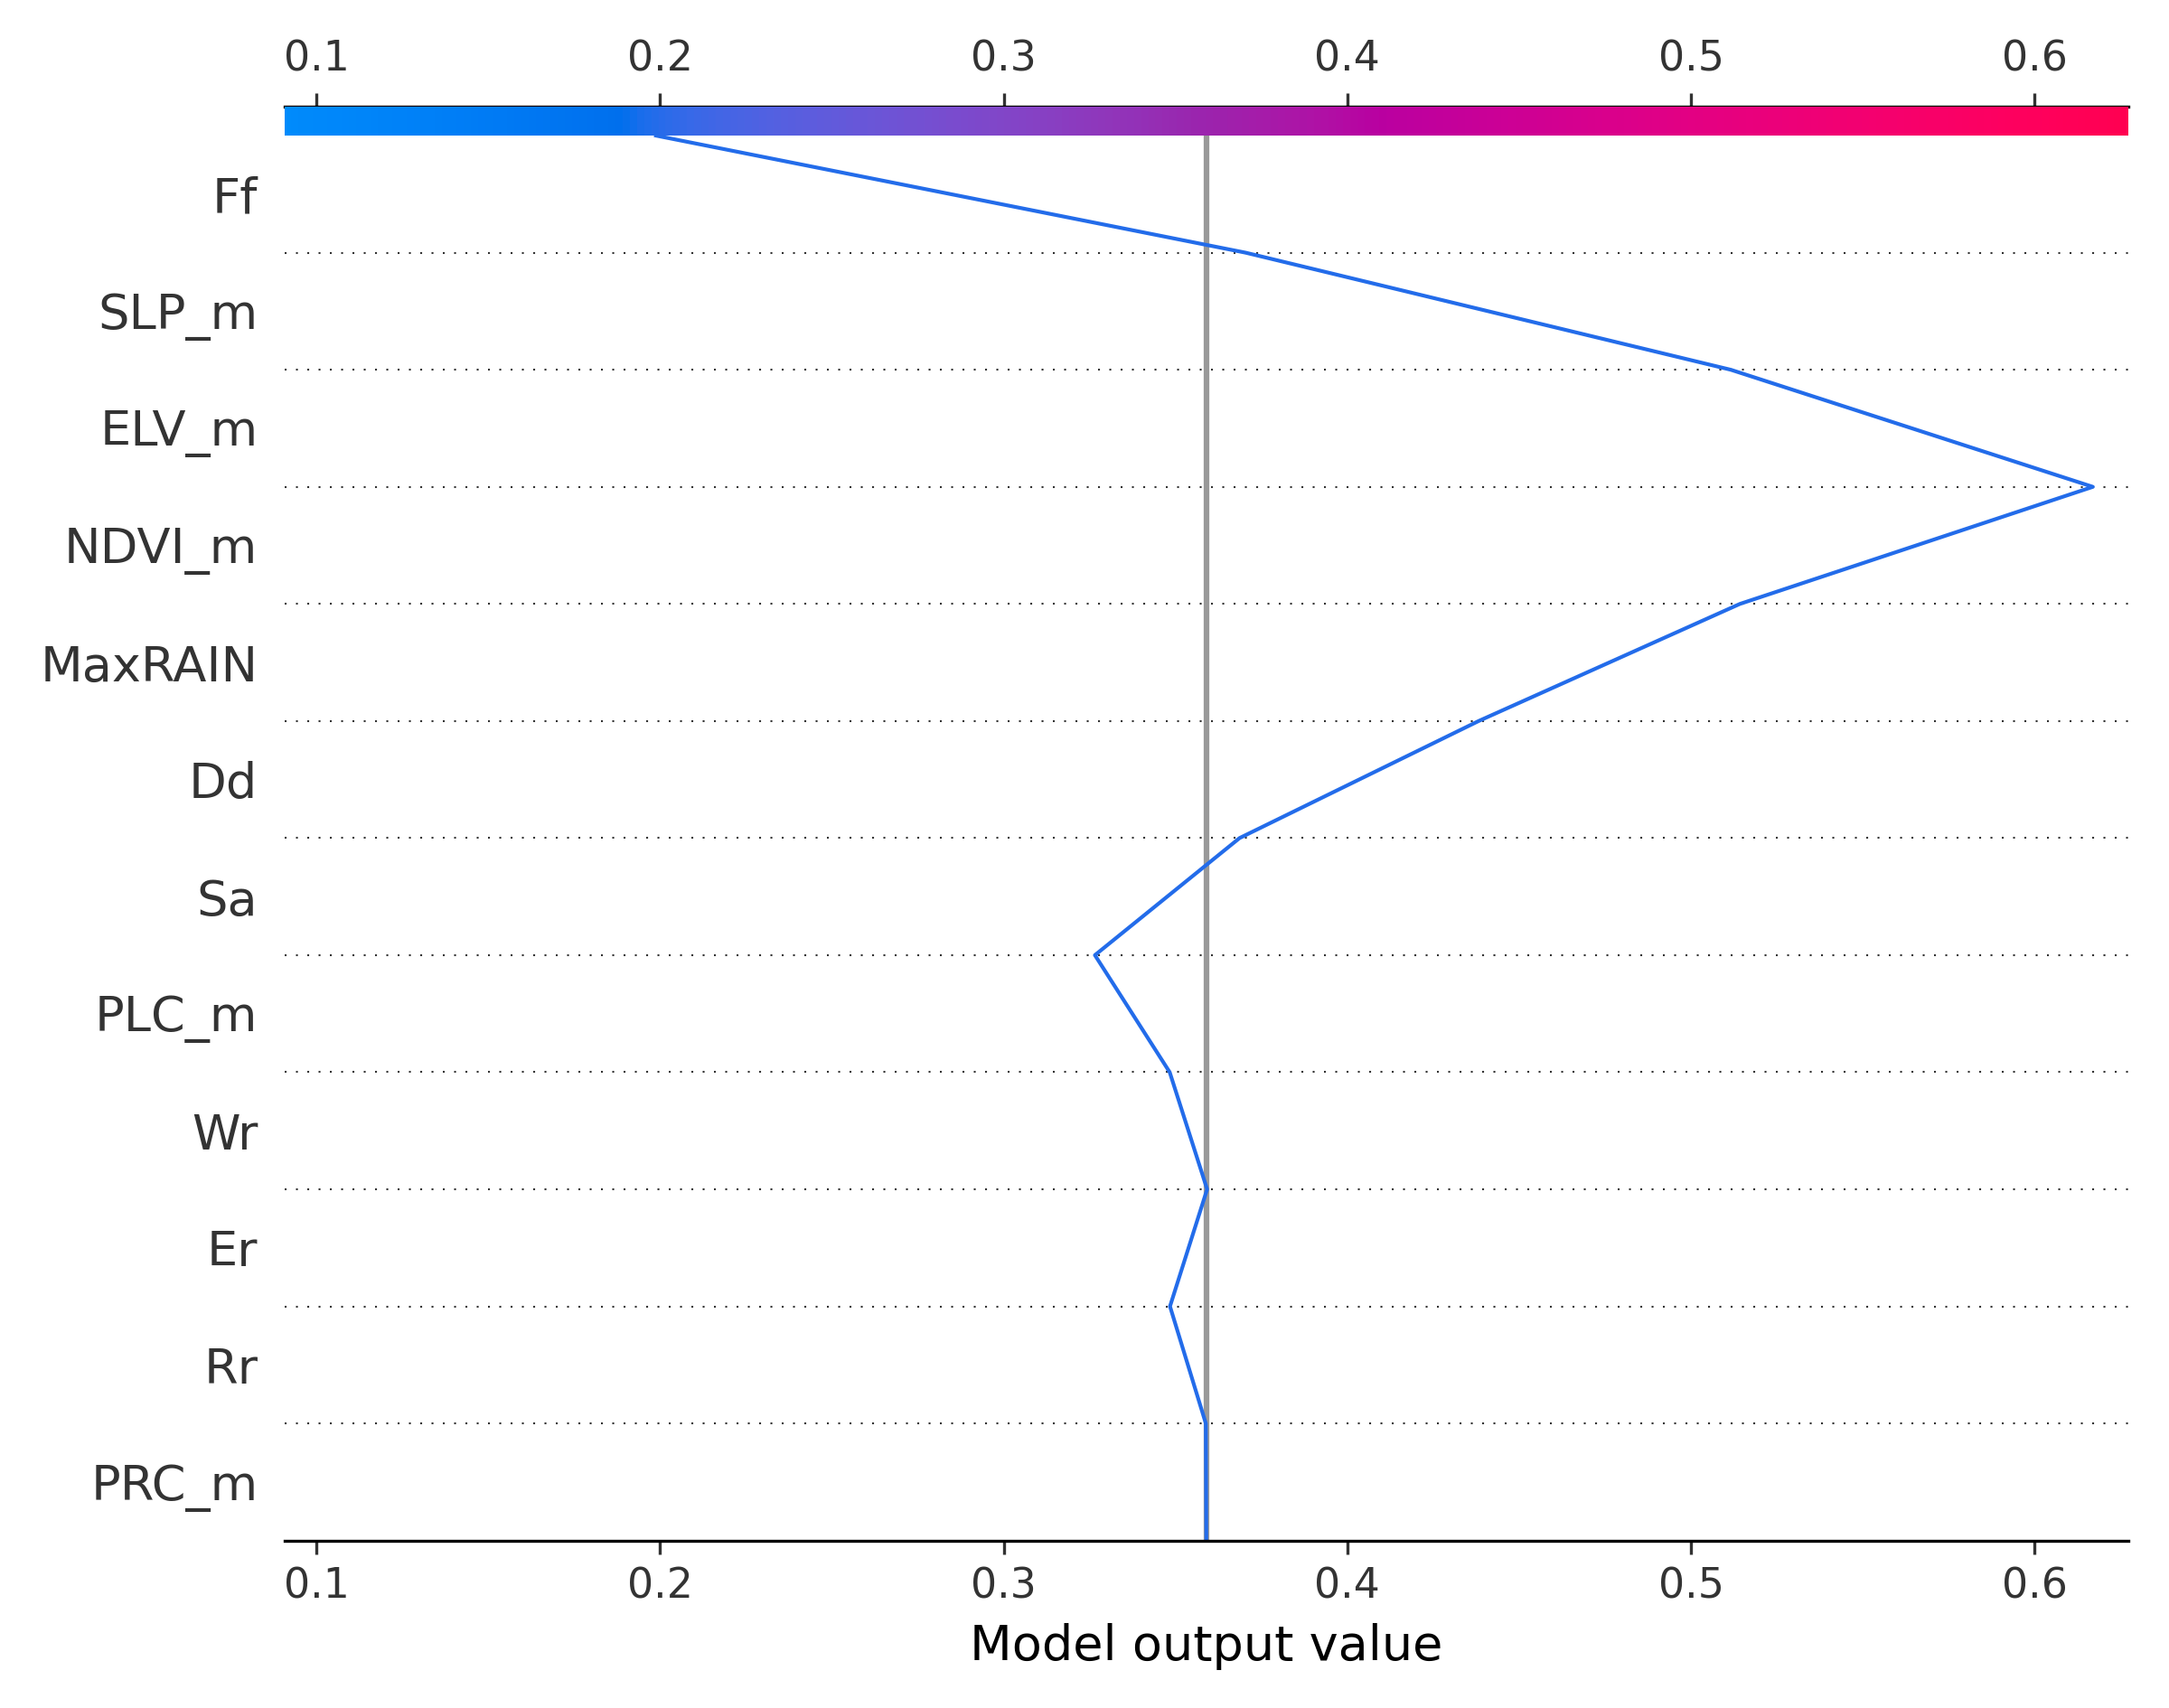 0.1 0.2 0.3 0.4 0.5 0.6
Ff
SLP_m
ELV_m
NDVI_m
MaxRAIN
Dd
Sa
PLC_m
Wr
Er
Rr
PRC_m
0.1 0.2 0.3 0.4 0.5 0.6
Model output value